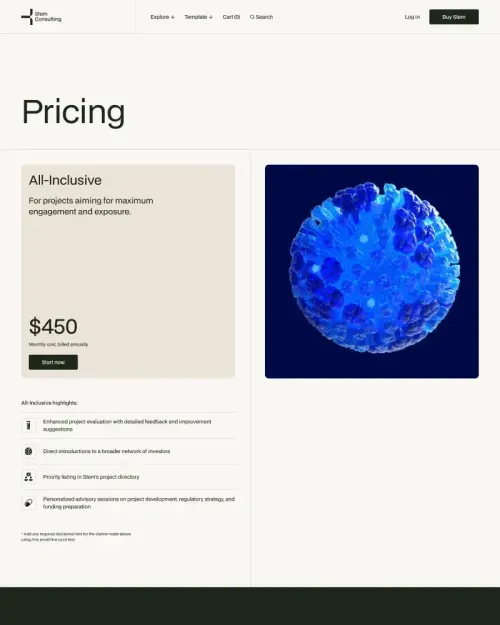 Stem
Consulting
Explore
Template
Cart (0)
Search
Log in
Buy Stem
Pricing
All-Inclusive
For projects aiming for maximum
engagement and exposure.
$450
Monthly cost, billed annually
Start now
All-Inclusive highlights:
Enhanced project evaluation with detailed feedback and improvement
suggestions
Direct introductions to a broader network of investors
Priority listing in Stem's project directory
Personalized advisory sessions on project development, regulatory strategy, and
funding preparation
* Add any required disclaimer text for the claims made above
using this small fine-print text